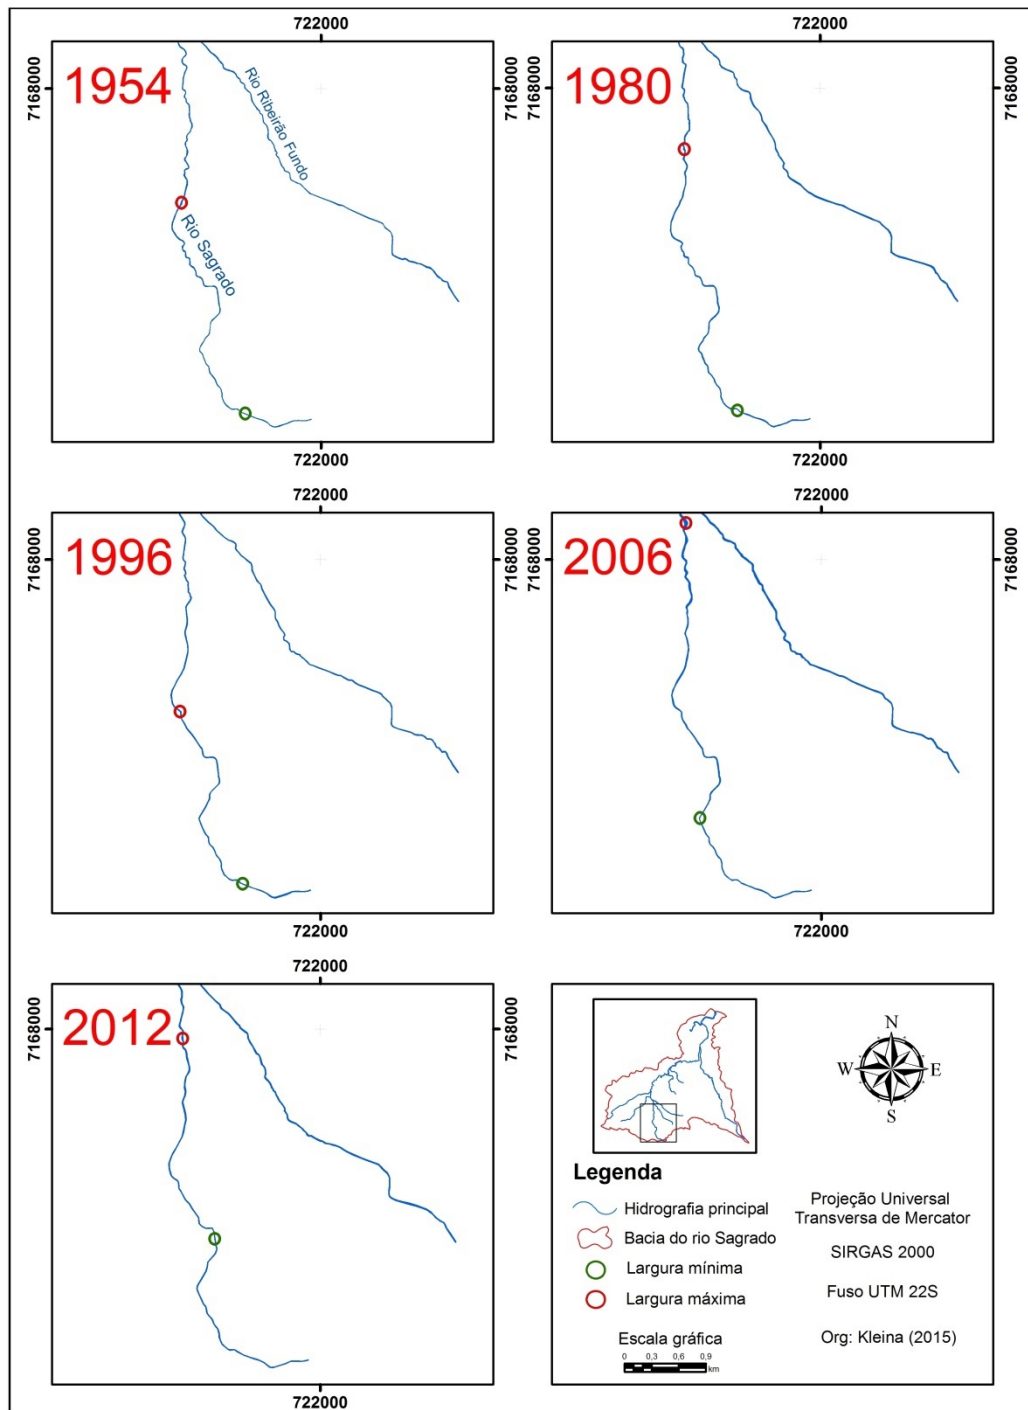 722000
722000
7168000
1954
Rio Ribeirão Fundo
Rio Sagrado
7168000
7168000
1980
7168000
722000
722000
722000
722000
7168000
1996
7168000
7168000
2006
7168000
722000
722000
722000
7168000
2012
7168000
722000
N
W
E
S
Legenda
Hidrografia principal
Bacia do rio Sagrado
Largura mínima
Largura máxima
Escala gráfica
0 0,3 0,6 0,9
km
Projeção Universal
Transversa de Mercator
SIRGAS 2000
Fuso UTM 22S
Org: Kleina (2015)